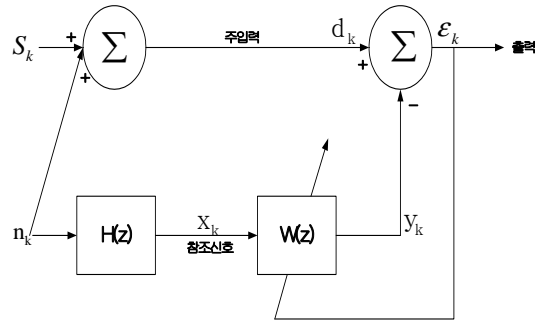 S_k
+
+
Σ
주입력
d_k
+
Σ
-
ε_k
출력
n_k
H(z)
X_k
참조신호
W(z)
y_k